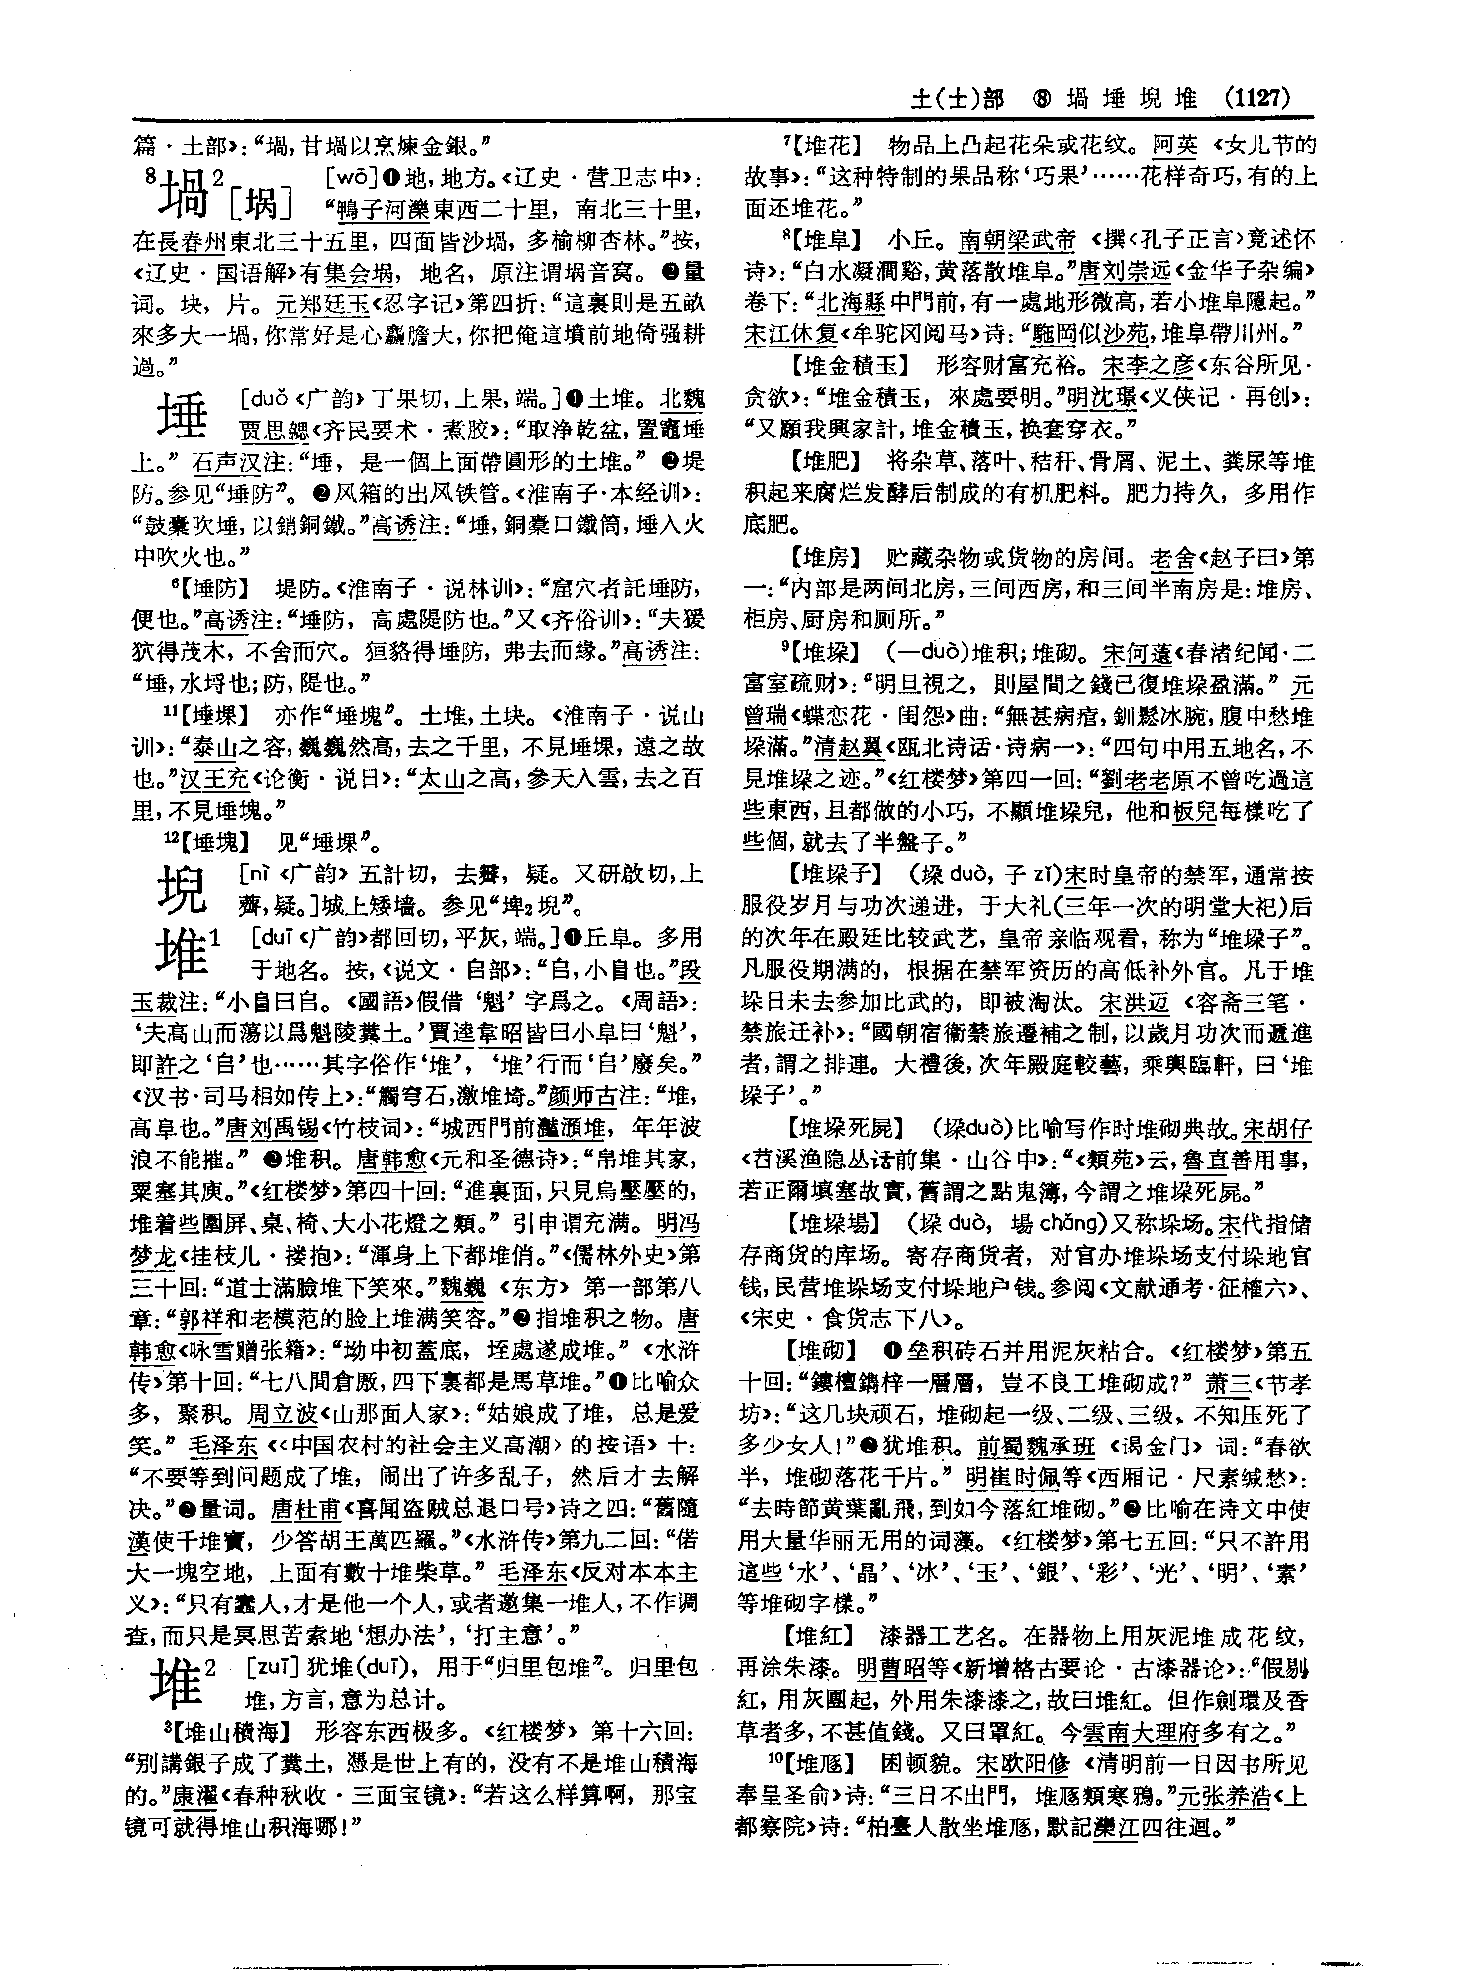 土(士)部 ⑧ 堝 埵 堄 堆 (1127)
篇·土部》：“堝，甘堝以烹煉金銀。”
⁸堝²[埚] [wō]❶地，地方。《辽史·营卫志中》：
“鴨子河濼東西二十里，南北三十里，
在長春州東北三十五里，四面皆沙堝，多榆柳杏林。”按，
《辽史·国语解》有集会埚，地名，原注谓埚音窝。❷量
词。块，片。元郑廷玉《忍字记》第四折：“這裏則是五畝
來多大一堝，你常好是心麤膽大，你把俺這墳前地倚强耕
過。”
埵 [duǒ《广韵》丁果切，上果，端。]❶土堆。北魏
贾思勰《齐民要术·煮胶》：“取净乾盆，置竈埵
上。”石声汉注：“埵，是一個上面帶圓形的土堆。”❷堤
防。参见“埵防”。❸风箱的出风铁管。《淮南子·本经训》：
“鼓橐吹埵，以銷銅鐵。”高诱注：“埵，銅橐口鐵筒，埵入火
中吹火也。”
⁶【埵防】 堤防。《淮南子·说林训》：“窟穴者託埵防，
便也。”高诱注：“埵防，高處隄防也。”又《齐俗训》：“夫猨
狖得茂木，不舍而穴。狟貉得埵防，弗去而緣。”高诱注：
“埵，水埒也；防，隄也。”
¹¹【埵堁】 亦作“埵塊”。土堆，土块。《淮南子·说山
训》：“泰山之容，巍巍然高，去之千里，不見埵堁，遠之故
也。”汉王充《论衡·说日》：“太山之高，參天入雲，去之百
里，不見埵塊。”
¹²【埵塊】 见“埵堁”。
堄 [nì《广韵》五計切，去霽，疑。又研啟切，上
薺，疑。]城上矮墙。参见“埤₂堄”。
堆¹ [duī《广韵》都回切，平灰，端。]❶丘阜。多用
于地名。按，《说文·𠂤部》：“𠂤，小𨸏也。”段
玉裁注：“小𨸏曰𠂤。《國語》假借‘魁’字爲之。《周語》：
‘夫高山而蕩以爲魁陵糞土。’賈逵韋昭皆曰小阜曰‘魁’，
即許之‘𠂤’也……其字俗作‘堆’，‘堆’行而‘𠂤’廢矣。”
《汉书·司马相如传上》：“觸穹石，激堆埼。”颜师古注：“堆，
高阜也。”唐刘禹锡《竹枝词》：“城西門前灩澦堆，年年波
浪不能摧。”❷堆积。唐韩愈《元和圣德诗》：“帛堆其家，
粟塞其庾。”《红楼梦》第四十回：“進裏面，只見烏壓壓的，
堆着些圍屏、桌、椅、大小花燈之類。”引申谓充满。明冯
梦龙《挂枝儿·搂抱》：“渾身上下都堆俏。”《儒林外史》第
三十回：“道士滿臉堆下笑來。”魏巍《东方》第一部第八
章：“郭祥和老模范的脸上堆满笑容。”❸指堆积之物。唐
韩愈《咏雪赠张籍》：“坳中初蓋底，垤處遂成堆。”《水浒
传》第十回：“七八間倉廒，四下裏都是馬草堆。”❹比喻众
多，聚积。周立波《山那面人家》：“姑娘成了堆，总是爱
笑。”毛泽东《〈中国农村的社会主义高潮〉的按语》十：
“不要等到问题成了堆，闹出了许多乱子，然后才去解
决。”❺量词。唐杜甫《喜闻盗贼总退口号》诗之四：“舊隨
漢使千堆寶，少答胡王萬匹羅。”《水浒传》第九二回：“偌
大一塊空地，上面有數十堆柴草。”毛泽东《反对本本主
义》：“只有蠢人，才是他一个人，或者邀集一堆人，不作调
查，而只是冥思苦索地‘想办法’，‘打主意’。”
堆² [zuī]犹堆(duī)，用于“归里包堆”。归里包
堆，方言，意为总计。
³【堆山積海】 形容东西极多。《红楼梦》第十六回：
“别講銀子成了糞土，憑是世上有的，没有不是堆山積海
的。”康濯《春种秋收·三面宝镜》：“若这么样算啊，那宝
镜可就得堆山积海哪！”
⁷【堆花】 物品上凸起花朵或花纹。阿英《女儿节的
故事》：“这种特制的果品称‘巧果’……花样奇巧，有的上
面还堆花。”
⁸【堆阜】 小丘。南朝梁武帝《撰〈孔子正言〉竟述怀
诗》：“白水凝澗谿，黄落散堆阜。”唐刘崇远《金华子杂编》
卷下：“北海縣中門前，有一處地形微高，若小堆阜隱起。”
宋江休复《牟驼冈阅马》诗：“駞岡似沙苑，堆阜帶川州。”
【堆金積玉】 形容财富充裕。宋李之彦《东谷所见·
贪欲》：“堆金積玉，來處要明。”明沈璟《义侠记·再创》：
“又願我興家計，堆金積玉，换套穿衣。”
【堆肥】 将杂草、落叶、秸秆、骨屑、泥土、粪尿等堆
积起来腐烂发酵后制成的有机肥料。肥力持久，多用作
底肥。
【堆房】 贮藏杂物或货物的房间。老舍《赵子曰》第
一：“内部是两间北房，三间西房，和三间半南房是：堆房、
柜房、厨房和厕所。”
⁹【堆垛】 (—duò)堆积；堆砌。宋何薳《春渚纪闻·二
富室疏财》：“明旦視之，則屋間之錢已復堆垛盈滿。”元
曾瑞《蝶恋花·闺怨》曲：“無甚病疳，釧鬆冰腕，腹中愁堆
垛滿。”清赵翼《瓯北诗话·诗病一》：“四句中用五地名，不
見堆垛之迹。”《红楼梦》第四一回：“劉老老原不曾吃過這
些東西，且都做的小巧，不顯堆垛兒，他和板兒每樣吃了
些個，就去了半盤子。”
【堆垛子】 (垛 duò，子 zǐ)宋时皇帝的禁军，通常按
服役岁月与功次递进，于大礼(三年一次的明堂大祀)后
的次年在殿廷比较武艺，皇帝亲临观看，称为“堆垛子”。
凡服役期满的，根据在禁军资历的高低补外官。凡于堆
垛日未去参加比武的，即被淘汰。宋洪迈《容斋三笔·
禁旅迁补》：“國朝宿衞禁旅遷補之制，以歲月功次而遞進
者，謂之排連。大禮後，次年殿庭較藝，乘輿臨軒，曰‘堆
垛子’。”
【堆垛死屍】 (垛duò)比喻写作时堆砌典故。宋胡仔
《苕溪渔隐丛话前集·山谷中》：“《類苑》云，魯直善用事，
若正爾填塞故實，舊謂之點鬼簿，今謂之堆垛死屍。”
【堆垛場】 (垛 duò，場 chǎng)又称垛场。宋代指储
存商货的库场。寄存商货者，对官办堆垛场支付垛地官
钱，民营堆垛场支付垛地户钱。参阅《文献通考·征榷六》、
《宋史·食货志下八》。
【堆砌】 ❶垒积砖石并用泥灰粘合。《红楼梦》第五
十回：“鏤檀鐫梓一層層，豈不良工堆砌成？”萧三《节孝
坊》：“这几块顽石，堆砌起一级、二级、三级，不知压死了
多少女人！”❷犹堆积。前蜀魏承班《谒金门》词：“春欲
半，堆砌落花千片。”明崔时佩等《西厢记·尺素缄愁》：
“去時節黄葉亂飛，到如今落紅堆砌。”❸比喻在诗文中使
用大量华丽无用的词藻。《红楼梦》第七五回：“只不許用
這些‘水’、‘晶’、‘冰’、‘玉’、‘銀’、‘彩’、‘光’、‘明’、‘素’
等堆砌字樣。”
【堆紅】 漆器工艺名。在器物上用灰泥堆成花纹，
再涂朱漆。明曹昭等《新增格古要论·古漆器论》：“假剔
紅，用灰團起，外用朱漆漆之，故曰堆紅。但作劍環及香
草者多，不甚值錢。又曰罩紅。今雲南大理府多有之。”
¹⁰【堆豗】 困顿貌。宋欧阳修《清明前一日因书所见
奉呈圣俞》诗：“三日不出門，堆豗類寒鴉。”元张养浩《上
都察院》诗：“柏臺人散坐堆豗，默記灤江四往迴。”